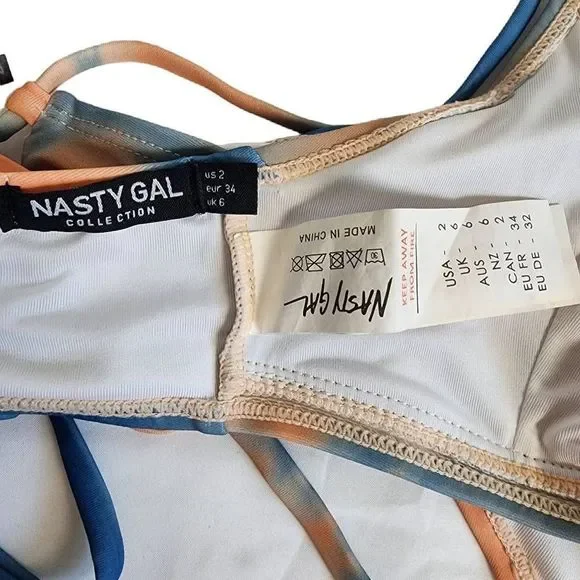 NASTY GAL
COLLECTION
us 2
eur 34
uk 6
NASTY GAL
MADE IN CHINA
KEEP AWAY
FROM FIRE
USA - 2
UK - 6
AUS - 6
NZ - 6
CAN - 2
EU FR - 34
EU DE - 32